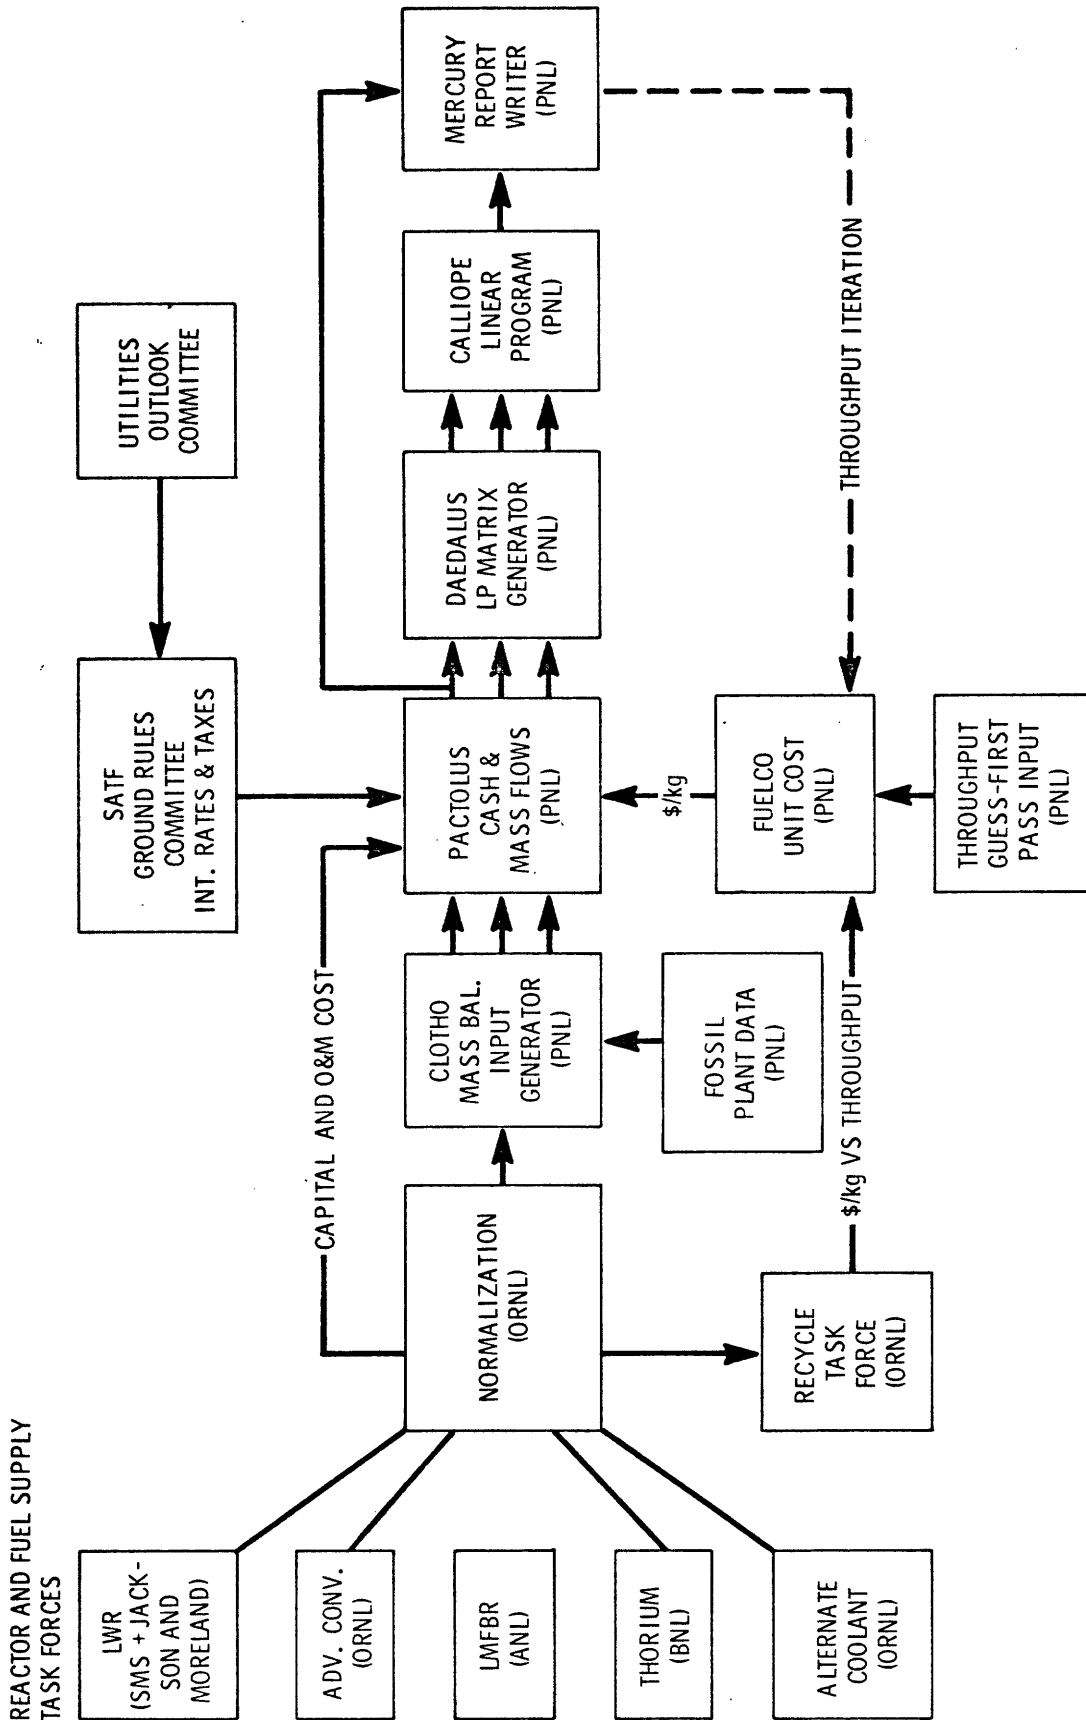 REACTOR AND FUEL SUPPLY
TASK FORCES
LWR
(SMS + JACK-
SON AND
MORELAND)
ADV. CONV.
(ORNL)
LMFBR
(ANL)
THORIUM
(BNL)
ALTERNATE
COOLANT
(ORNL)
NORMALIZATION
(ORNL)
RECYCLE
TASK
FORCE
(ORNL)
CAPITAL AND O&M COST
$/kg VS THROUGHPUT
CLOTHO
MASS BAL.
INPUT
GENERATOR
(PNL)
FOSSIL
PLANT DATA
(PNL)
SATF
GROUND RULES
COMMITTEE
INT. RATES & TAXES
PACTOLUS
CASH &
MASS FLOWS
(PNL)
$/kg
FUELCO
UNIT COST
(PNL)
THROUGHPUT
GUESS-FIRST
PASS INPUT
(PNL)
UTILITIES
OUTLOOK
COMMITTEE
DAEDALUS
LP MATRIX
GENERATOR
(PNL)
CALLIOPE
LINEAR
PROGRAM
(PNL)
MERCURY
REPORT
WRITER
(PNL)
THROUGHPUT ITERATION